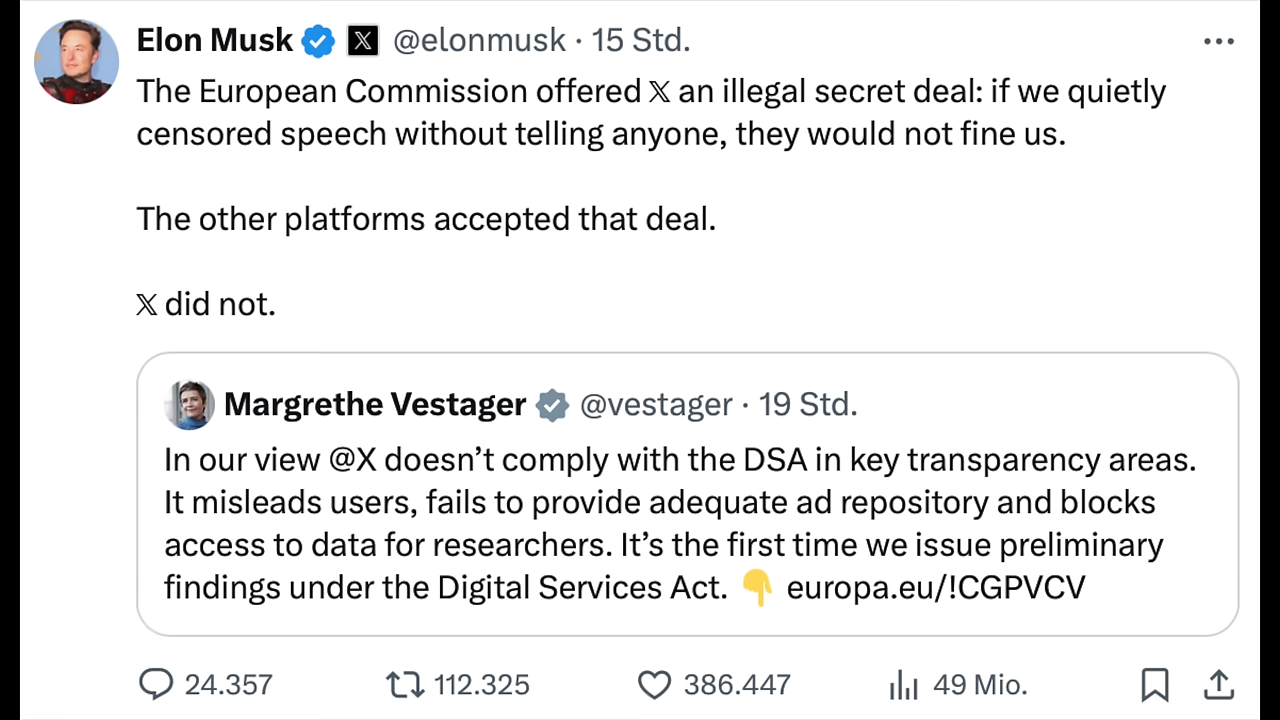 Elon Musk 𝕏 @elonmusk · 15 Std.
The European Commission offered 𝕏 an illegal secret deal: if we quietly
censored speech without telling anyone, they would not fine us.
The other platforms accepted that deal.
𝕏 did not.
Margrethe Vestager @vestager · 19 Std.
In our view @X doesn’t comply with the DSA in key transparency areas.
It misleads users, fails to provide adequate ad repository and blocks
access to data for researchers. It’s the first time we issue preliminary
findings under the Digital Services Act. 👇 europa.eu/!CGPVCV
24.357 112.325 386.447 49 Mio.